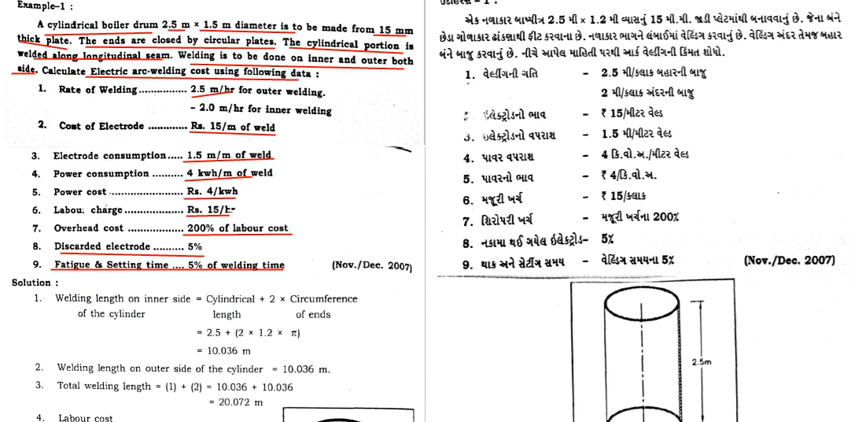 Example-1 :
A cylindrical boiler drum 2.5 m × 1.5 m diameter is to be made from 15 mm
thick plate. The ends are closed by circular plates. The cylindrical portion is
welded along longitudinal seam. Welding is to be done on inner and outer both
side. Calculate Electric arc-welding cost using following data :
1. Rate of Welding............... 2.5 m/hr for outer welding.
- 2.0 m/hr for inner welding
2. Cost of Electrode ............. Rs. 15/m of weld
3. Electrode consumption..... 1.5 m/m of weld
4. Power consumption .......... 4 kwh/m of weld
5. Power cost ........................ Rs. 4/kwh
6. Labou. charge.................... Rs. 15/
7. Overhead cost ................... 200% of labour cost
8. Discarded electrode .......... 5%
9. Fatigue & Setting time .... 5% of welding time (Nov./Dec. 2007)
Solution :
1. Welding length on inner side = Cylindrical + 2 × Circumference
of the cylinder length of ends
= 2.5 + (2 × 1.2 × π)
= 10.036 m
2. Welding length on outer side of the cylinder = 10.036 m.
3. Total welding length = (1) + (2) = 10.036 + 10.036
= 20.072 m
4. Labour cost
એક નળાકાર બાષ્પીત્ર 2.5 મી × 1.2 મી વ્યાસનું 15 મી.મી. જાડી પ્લેટમાંથી બનાવવાનું છે. જેના બંને
છેડા ગોળાકાર ઢાંકણાથી ફીટ કરવાના છે. નળાકાર ભાગને લંબાઈમાં વેલ્ડિંગ કરવાનું છે. વેલ્ડિંગ અંદર તેમજ બહાર
બંને બાજુ કરવાનું છે. નીચે આપેલ માહિતી પરથી આર્ક વેલ્ડીંગની કિંમત શોધો.
1. વેલ્ડીંગની ગતિ - 2.5 મી/કલાક બહારની બાજુ
2 મી/કલાક અંદરની બાજુ
ઇલેક્ટ્રોડનો ભાવ - ₹ 15/મીટર વેલ્ડ
3. ઇલેક્ટ્રોડનો વપરાશ - 1.5 મી/મીટર વેલ્ડ
4. પાવર વપરાશ - 4 કિ.વો.અ./મીટર વેલ્ડ
5. પાવરનો ભાવ - ₹ 4/કિ.વો.અ.
6. મજૂરી ખર્ચ - ₹ 15/કલાક
7. શિરોપરી ખર્ચ - મજૂરી ખર્ચના 200%
8. નકામા થઈ ગયેલ ઇલેક્ટ્રોડ- 5%
9. થાક અને સેટીંગ સમય - વેલ્ડિંગ સમયના 5% (Nov./Dec. 2007)
2.5m